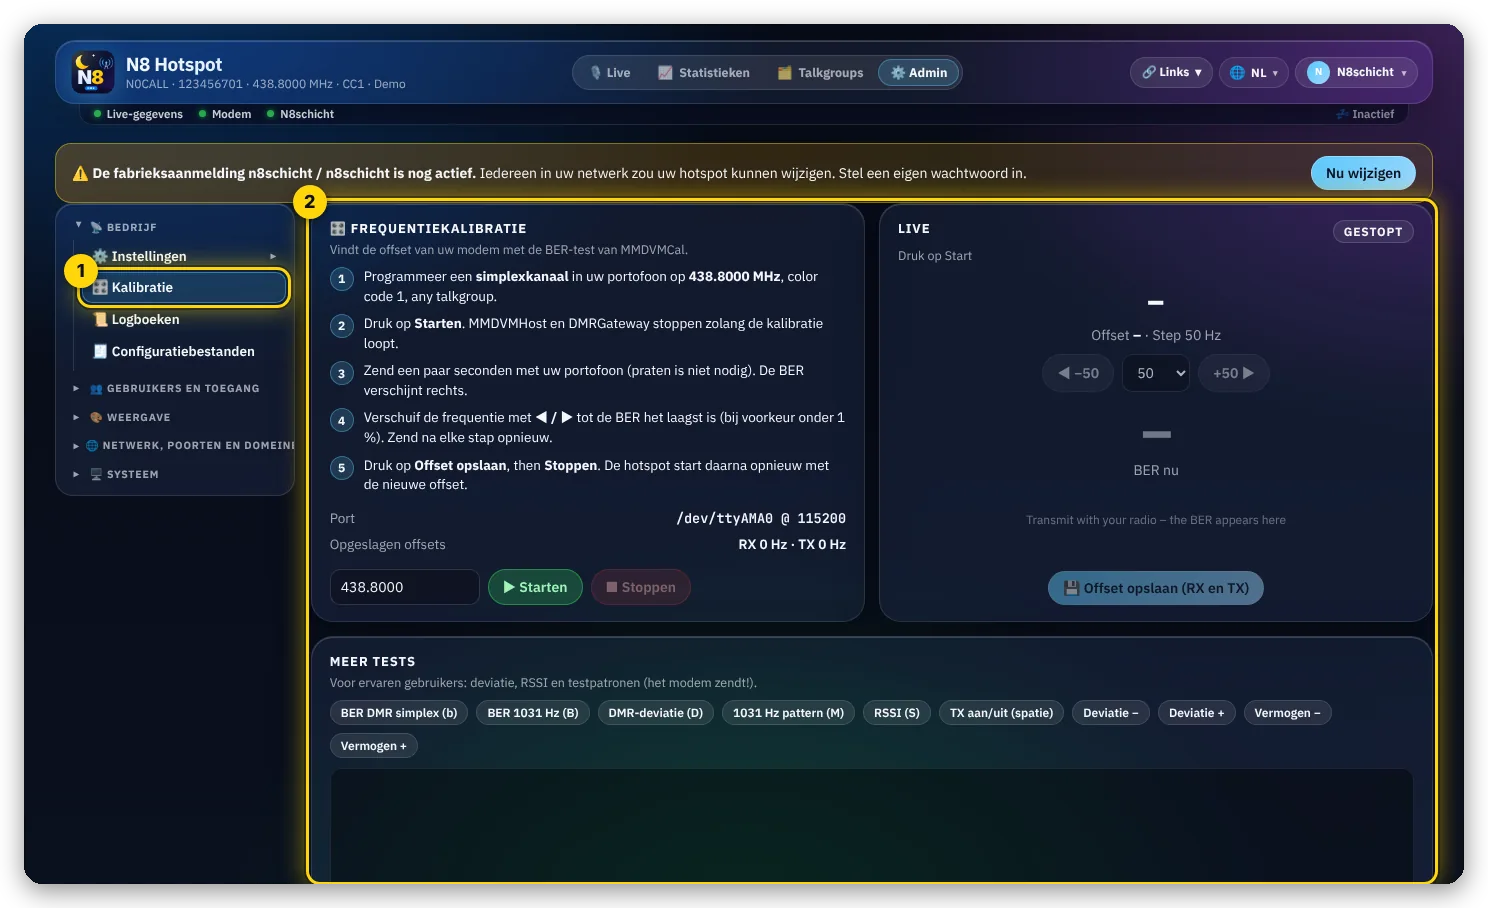 N8 Hotspot
N0CALL · 123456701 · 438.8000 MHz · CC1 · Demo
Live
Statistieken
Talkgroups
Admin
Links ▾
NL ▾
N N8schicht ▾
Live-gegevens
Modem
N8schicht
Inactief
De fabrieksaanmelding n8schicht / n8schicht is nog actief. Iedereen in uw netwerk zou uw hotspot kunnen wijzigen. Stel een eigen wachtwoord in.
Nu wijzigen
1
2
BEDRIJF
Instellingen
Kalibratie
Logboeken
Configuratiebestanden
GEBRUIKERS EN TOEGANG
WEERGAVE
NETWERK, POORTEN EN DOMEINE
SYSTEEM
FREQUENTIEKALIBRATIE
Vindt de offset van uw modem met de BER-test van MMDVMCal.
1 Programmeer een simplexkanaal in uw portofoon op 438.8000 MHz, color
code 1, any talkgroup.
2 Druk op Starten. MMDVMHost en DMRGateway stoppen zolang de kalibratie
loopt.
3 Zend een paar seconden met uw portofoon (praten is niet nodig). De BER
verschijnt rechts.
4 Verschuif de frequentie met ◀ / ▶ tot de BER het laagst is (bij voorkeur onder 1
%). Zend na elke stap opnieuw.
5 Druk op Offset opslaan, then Stoppen. De hotspot start daarna opnieuw met
de nieuwe offset.
Port /dev/ttyAMA0 @ 115200
Opgeslagen offsets RX 0 Hz · TX 0 Hz
438.8000
▶ Starten
■ Stoppen
LIVE
GESTOPT
Druk op Start
–
Offset – · Step 50 Hz
◀ −50
50
+50 ▶
—
BER nu
Transmit with your radio – the BER appears here
Offset opslaan (RX en TX)
MEER TESTS
Voor ervaren gebruikers: deviatie, RSSI en testpatronen (het modem zendt!).
BER DMR simplex (b)
BER 1031 Hz (B)
DMR-deviatie (D)
1031 Hz pattern (M)
RSSI (S)
TX aan/uit (spatie)
Deviatie −
Deviatie +
Vermogen −
Vermogen +